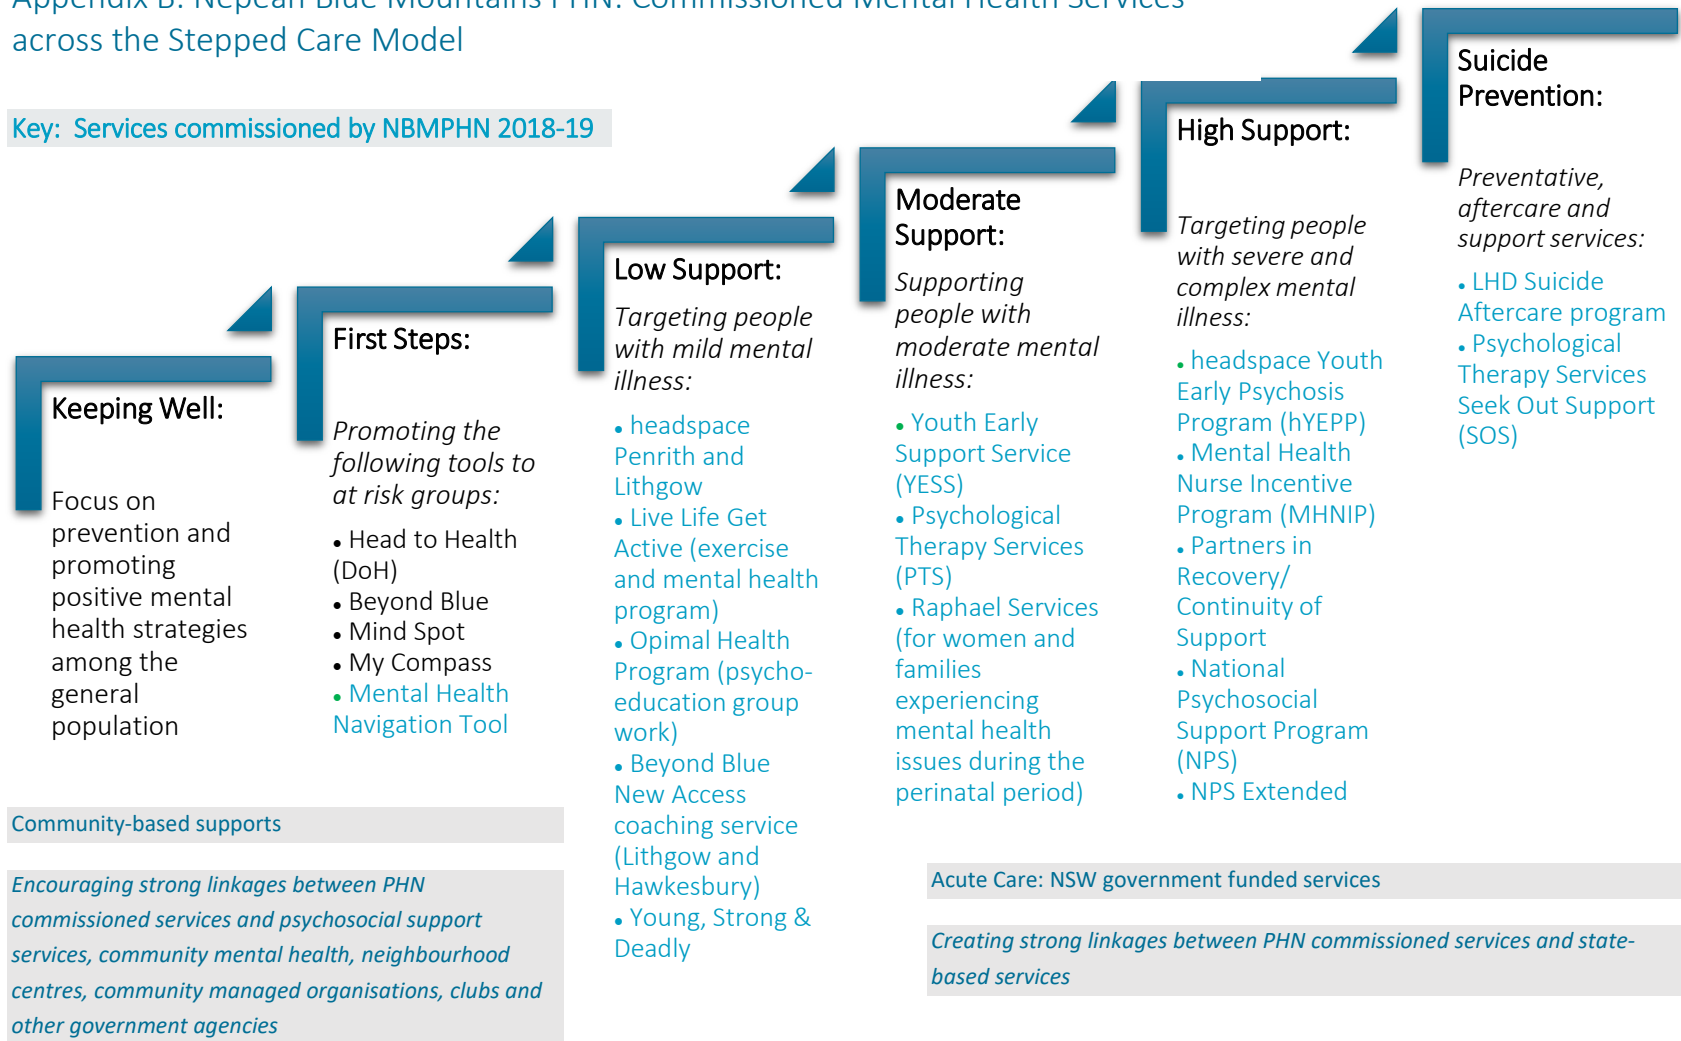 Appendix B: Nepean Blue Mountains PHN: Commissioned Mental Health Services
across the Stepped Care Model
Key: Services commissioned by NBMPHN 2018-19
Keeping Well:
Focus on
prevention and
promoting
positive mental
health strategies
among the
general
population
First Steps:
Promoting the
following tools to
at risk groups:
• Head to Health
(DoH)
• Beyond Blue
• Mind Spot
• My Compass
• Mental Health
Navigation Tool
Low Support:
Targeting people
with mild mental
illness:
• headspace
Penrith and
Lithgow
• Live Life Get
Active (exercise
and mental health
program)
• Opimal Health
Program (psycho-
education group
work)
• Beyond Blue
New Access
coaching service
(Lithgow and
Hawkesbury)
• Young, Strong &
Deadly
Moderate
Support:
Supporting
people with
moderate mental
illness:
• Youth Early
Support Service
(YESS)
• Psychological
Therapy Services
(PTS)
• Raphael Services
(for women and
families
experiencing
mental health
issues during the
perinatal period)
High Support:
Targeting people
with severe and
complex mental
illness:
• headspace Youth
Early Psychosis
Program (hYEPP)
• Mental Health
Nurse Incentive
Program (MHNIP)
• Partners in
Recovery/
Continuity of
Support
• National
Psychosocial
Support Program
(NPS)
• NPS Extended
Suicide
Prevention:
Preventative,
aftercare and
support services:
• LHD Suicide
Aftercare program
• Psychological
Therapy Services
Seek Out Support
(SOS)
Community-based supports
Encouraging strong linkages between PHN
commissioned services and psychosocial support
services, community mental health, neighbourhood
centres, community managed organisations, clubs and
other government agencies
Acute Care: NSW government funded services
Creating strong linkages between PHN commissioned services and state-
based services